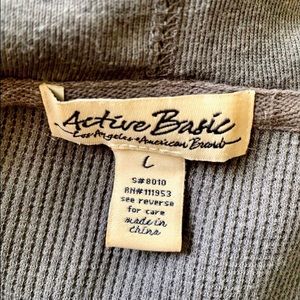 Active Basic
Los Angeles • American Brand
L
S#8010
RN#111953
see reverse
for care
made in
china